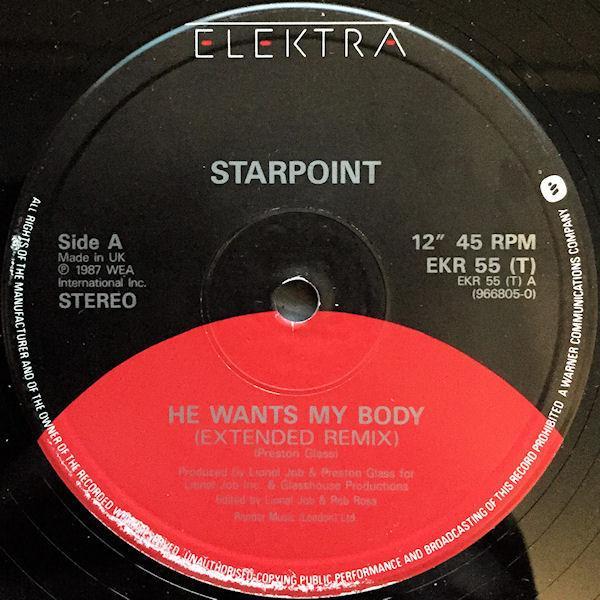 ELEKTRA
STARPOINT
Side A
Made in UK
℗ 1987 WEA
International Inc.
STEREO
12" 45 RPM
EKR 55 (T)
EKR 55 (T) A
(966805-0)
HE WANTS MY BODY
(EXTENDED REMIX)
(Preston Glass)
Produced by Lionel Job & Preston Glass for
Lionel Job Inc. & Glasshouse Productions
Edited by Lionel Job & Rob Rosa
Rondor Music (London) Ltd
ALL RIGHTS OF THE MANUFACTURER AND OF THE OWNER OF THE RECORDED WORK RESERVED. UNAUTHORISED COPYING PUBLIC PERFORMANCE AND BROADCASTING OF THIS RECORD PROHIBITED A WARNER COMMUNICATIONS COMPANY